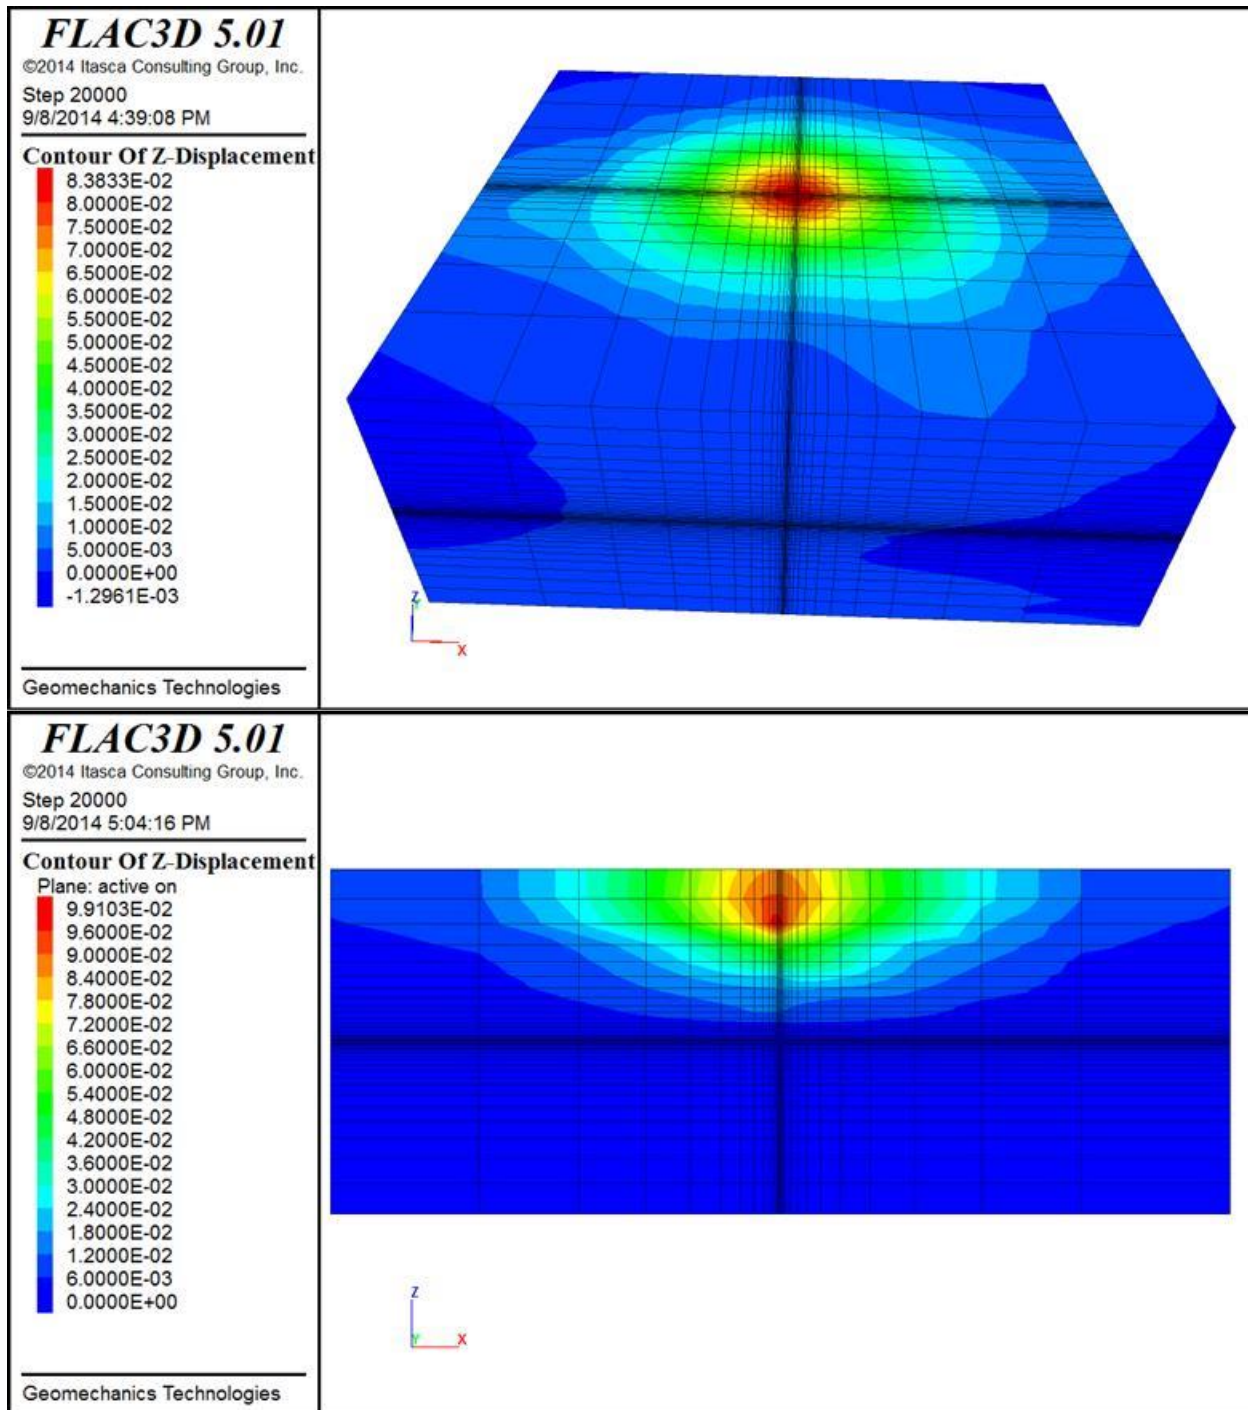 FLAC3D 5.01
©2014 Itasca Consulting Group, Inc.
Step 20000
9/8/2014 4:39:08 PM
Contour Of Z-Displacement
8.3833E-02
8.0000E-02
7.5000E-02
7.0000E-02
6.5000E-02
6.0000E-02
5.5000E-02
5.0000E-02
4.5000E-02
4.0000E-02
3.5000E-02
3.0000E-02
2.5000E-02
2.0000E-02
1.5000E-02
1.0000E-02
5.0000E-03
0.0000E+00
-1.2961E-03
Z
Y
X
Geomechanics Technologies
FLAC3D 5.01
©2014 Itasca Consulting Group, Inc.
Step 20000
9/8/2014 5:04:16 PM
Contour Of Z-Displacement
Plane: active on
9.9103E-02
9.6000E-02
9.0000E-02
8.4000E-02
7.8000E-02
7.2000E-02
6.6000E-02
6.0000E-02
5.4000E-02
4.8000E-02
4.2000E-02
3.6000E-02
3.0000E-02
2.4000E-02
1.8000E-02
1.2000E-02
6.0000E-03
0.0000E+00
Z
Y X
Geomechanics Technologies